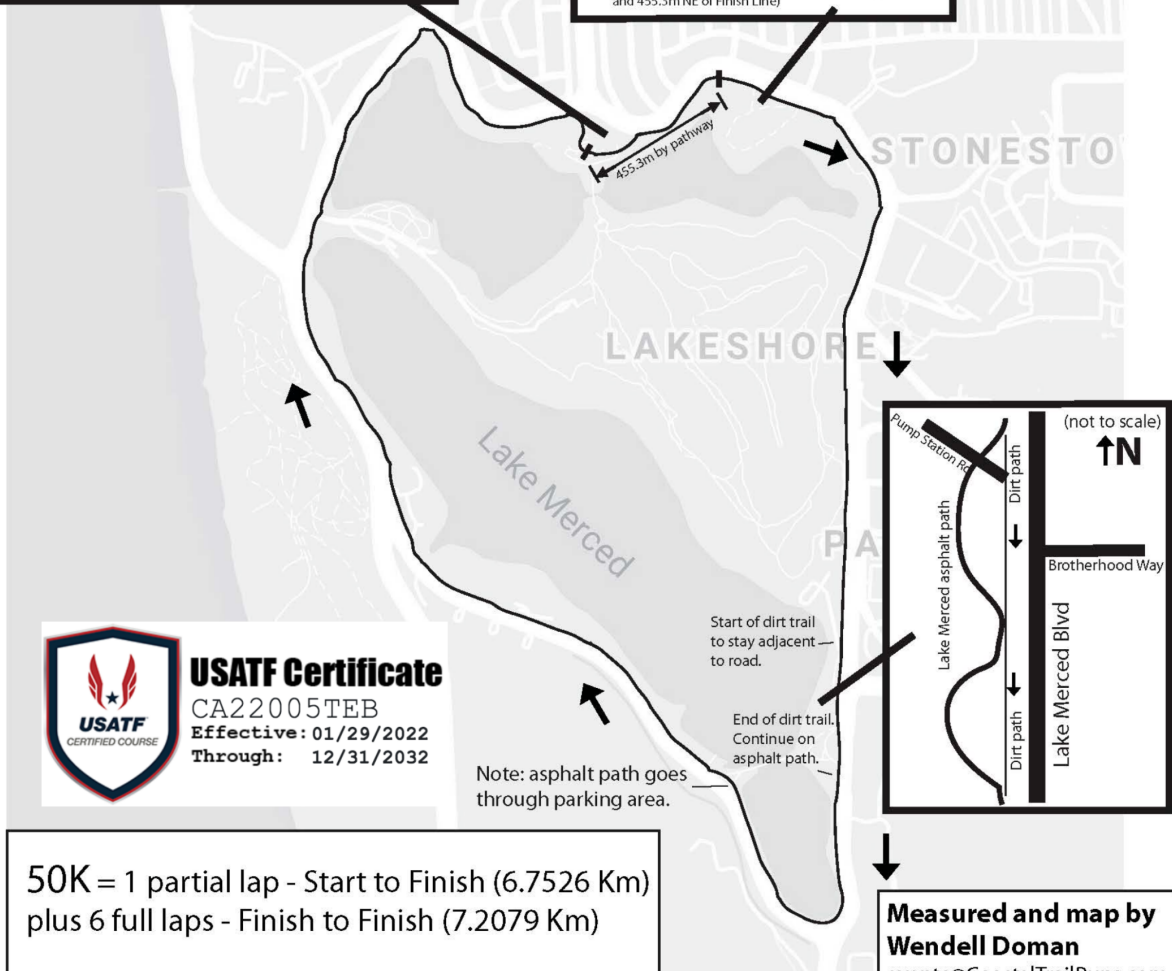 and 455.3m NE of Finish Line)
455.3m by pathway
STONESTO
LAKESHORE
Lake Merced
PA
(not to scale)
↑N
Pump Station Rd
Dirt path
Lake Merced asphalt path
Brotherhood Way
Lake Merced Blvd
Dirt path
Start of dirt trail
to stay adjacent
to road.
End of dirt trail.
Continue on
asphalt path.
Note: asphalt path goes
through parking area.
USATF
CERTIFIED COURSE
USATF Certificate
CA22005TEB
Effective: 01/29/2022
Through: 12/31/2032
50K = 1 partial lap - Start to Finish (6.7526 Km)
plus 6 full laps - Finish to Finish (7.2079 Km)
Measured and map by
Wendell Doman